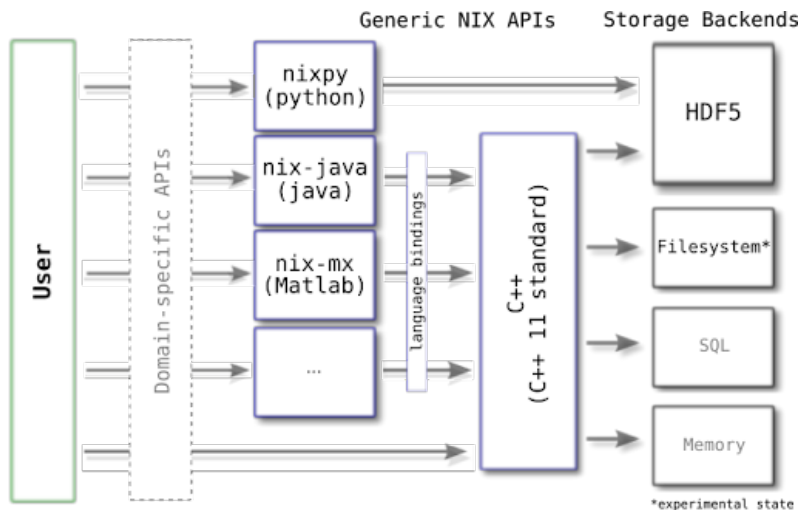 Generic NIX APIs
Storage Backends
User
Domain-specific APIs
nixpy
(python)
nix-java
(java)
nix-mx
(Matlab)
...
language bindings
C++
(C++ 11 standard)
HDF5
Filesystem*
SQL
Memory
*experimental state